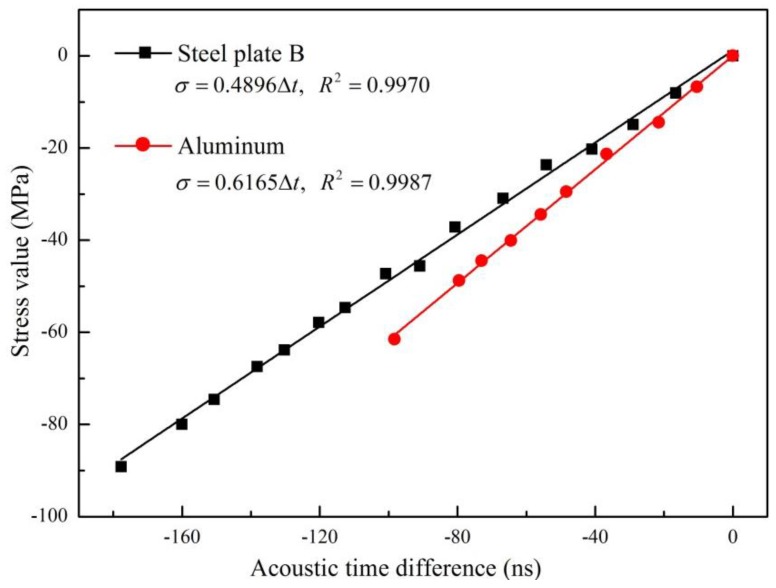 Steel plate B
σ = 0.4896Δt, R² = 0.9970
Aluminum
σ = 0.6165Δt, R² = 0.9987
Stress value (MPa)
0
-20
-40
-60
-80
-100
-160
-120
-80
-40
0
Acoustic time difference (ns)